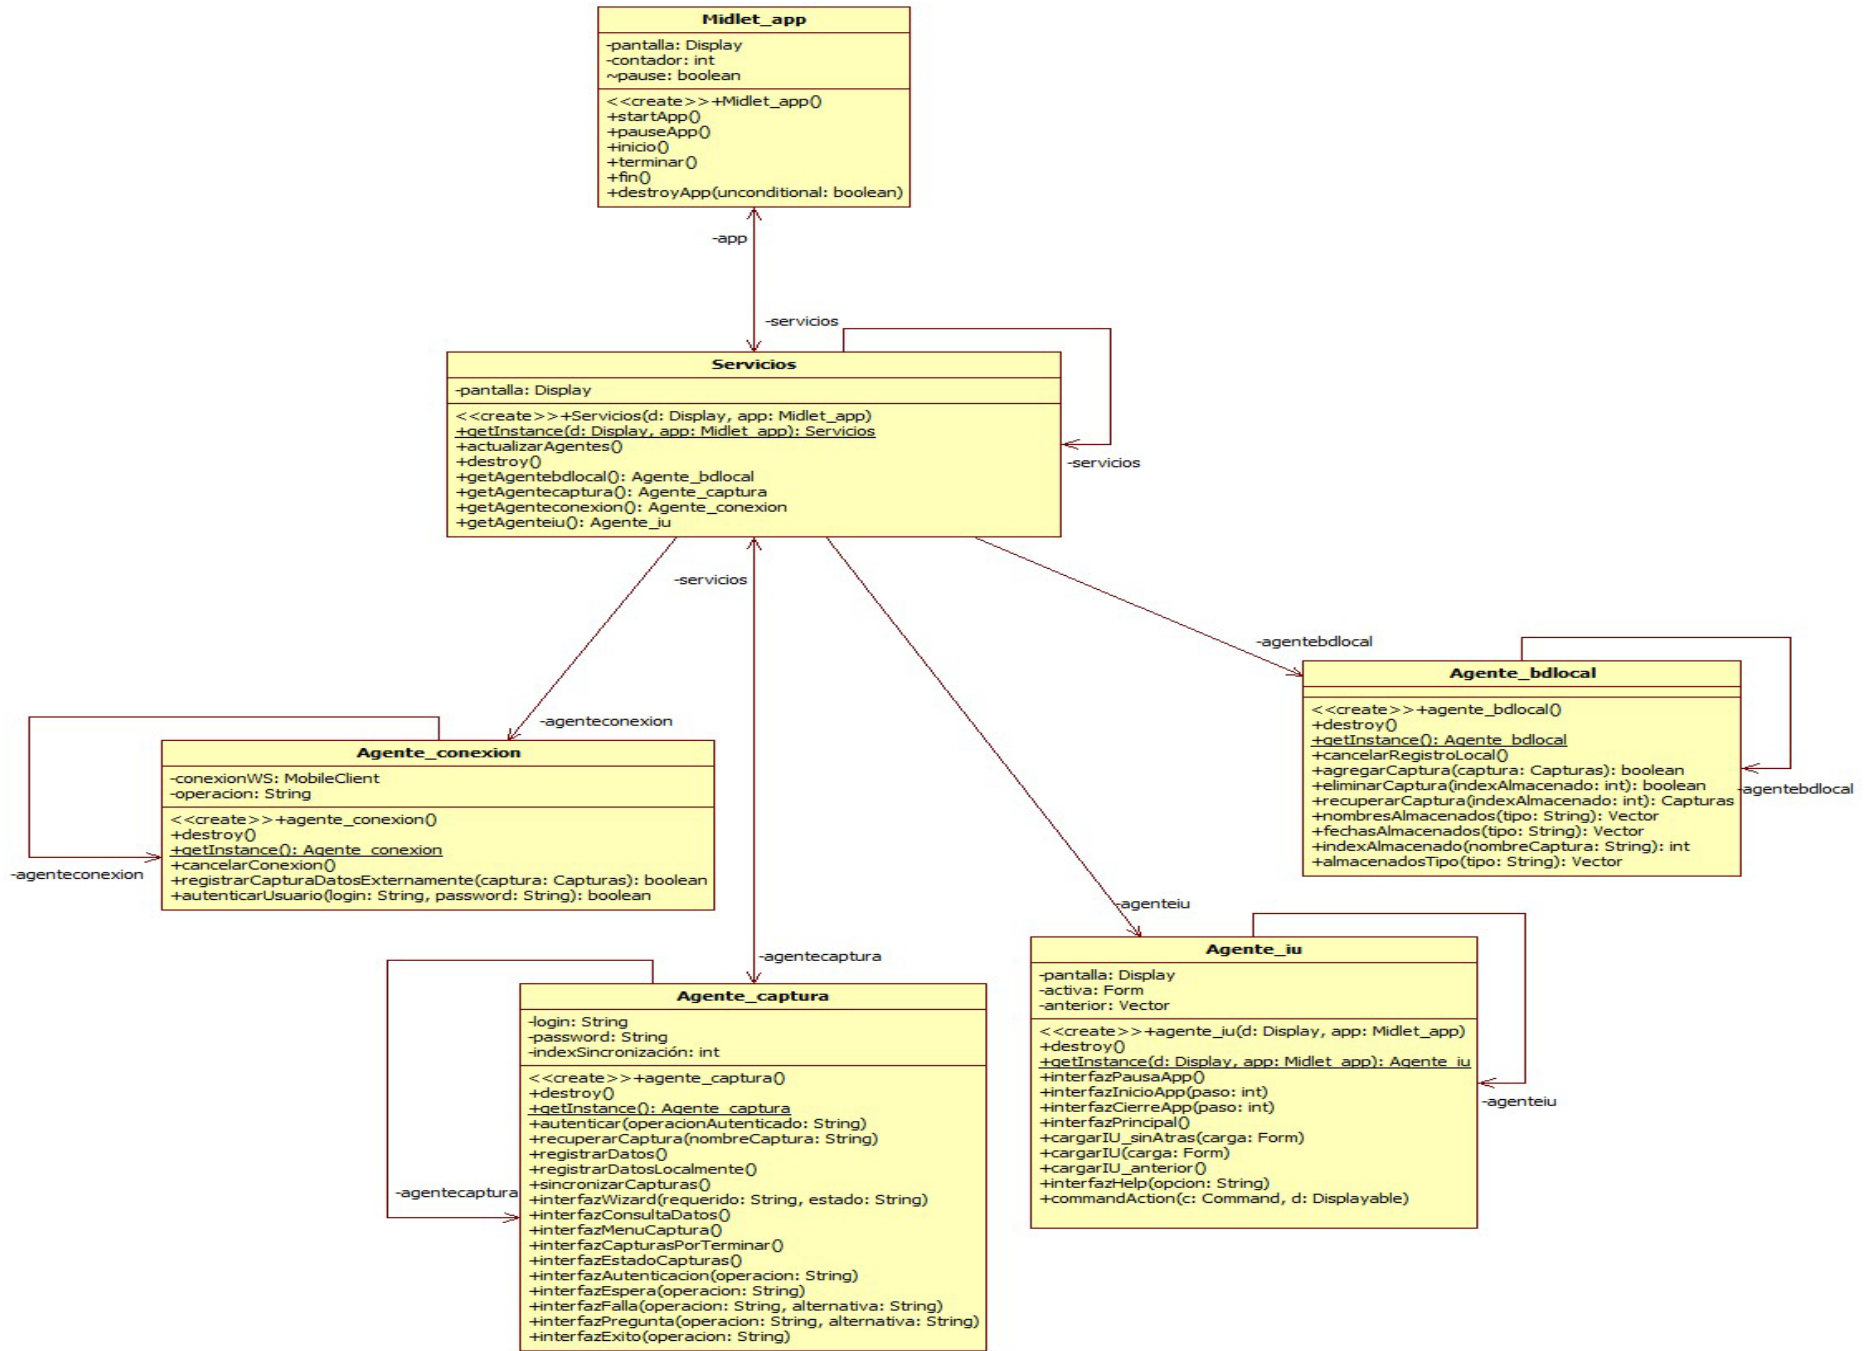 Midlet_app
-pantalla: Display
-contador: int
~pause: boolean
<<create>>+Midlet_app()
+startApp()
+pauseApp()
+inicio()
+terminar()
+fin()
+destroyApp(unconditional: boolean)
-app
-servicios
Servicios
-pantalla: Display
<<create>>+Servicios(d: Display, app: Midlet_app)
+getInstance(d: Display, app: Midlet_app): Servicios
+actualizarAgentes()
+destroy()
+getAgentebdlocal(): Agente_bdlocal
+getAgentecaptura(): Agente_captura
+getAgenteconexion(): Agente_conexion
+getAgenteiu(): Agente_iu
-servicios
-servicios
-agentebdlocal
Agente_bdlocal
<<create>>+agente_bdlocal()
+destroy()
+getInstance(): Agente_bdlocal
+cancelarRegistroLocal()
+agregarCaptura(captura: Capturas): boolean
+eliminarCaptura(indexAlmacenado: int): boolean
+recuperarCaptura(indexAlmacenado: int): Capturas
+nombresAlmacenados(tipo: String): Vector
+fechasAlmacenados(tipo: String): Vector
+indexAlmacenado(nombreCaptura: String): int
+almacenadosTipo(tipo: String): Vector
-agentebdlocal
-agenteconexion
Agente_conexion
-conexionWS: MobileClient
-operacion: String
<<create>>+agente_conexion()
+destroy()
+getInstance(): Agente_conexion
+cancelarConexion()
+registrarCapturaDatosExternamente(captura: Capturas): boolean
+autenticarUsuario(login: String, password: String): boolean
-agenteconexion
-agentecaptura
Agente_captura
-login: String
-password: String
-indexSincronización: int
<<create>>+agente_captura()
+destroy()
+getInstance(): Agente_captura
+autenticar(operacionAutenticado: String)
+recuperarCaptura(nombreCaptura: String)
+registrarDatos()
+registrarDatosLocalmente()
+sincronizarCapturas()
+interfazWizard(requerido: String, estado: String)
+interfazConsultaDatos()
+interfazMenuCaptura()
+interfazCapturasPorTerminar()
+interfazEstadoCapturas()
+interfazAutenticacion(operacion: String)
+interfazEspera(operacion: String)
+interfazFalla(operacion: String, alternativa: String)
+interfazPregunta(operacion: String, alternativa: String)
+interfazExito(operacion: String)
-agentecaptura
-agenteiu
Agente_iu
-pantalla: Display
-activa: Form
-anterior: Vector
<<create>>+agente_iu(d: Display, app: Midlet_app)
+destroy()
+getInstance(d: Display, app: Midlet_app): Agente_iu
+interfazPausaApp()
+interfazInicioApp(paso: int)
+interfazCierreApp(paso: int)
+interfazPrincipal()
+cargarIU_sinAtras(carga: Form)
+cargarIU(carga: Form)
+cargarIU_anterior()
+interfazHelp(opcion: String)
+commandAction(c: Command, d: Displayable)
-agenteiu